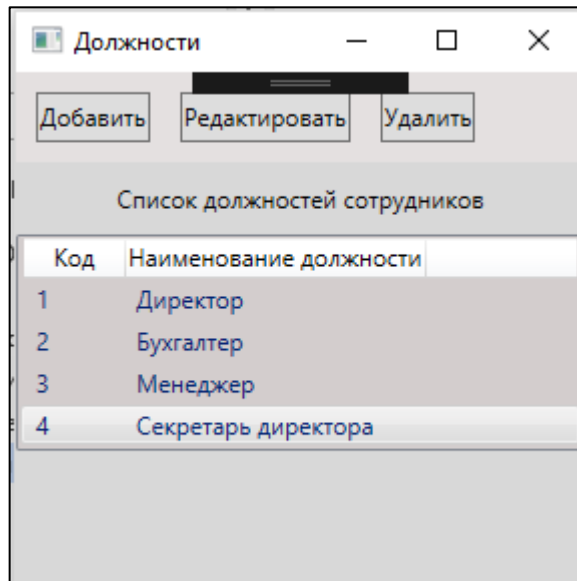 Должности
Добавить Редактировать Удалить
Список должностей сотрудников
Код Наименование должности
1 Директор
2 Бухгалтер
3 Менеджер
4 Секретарь директора